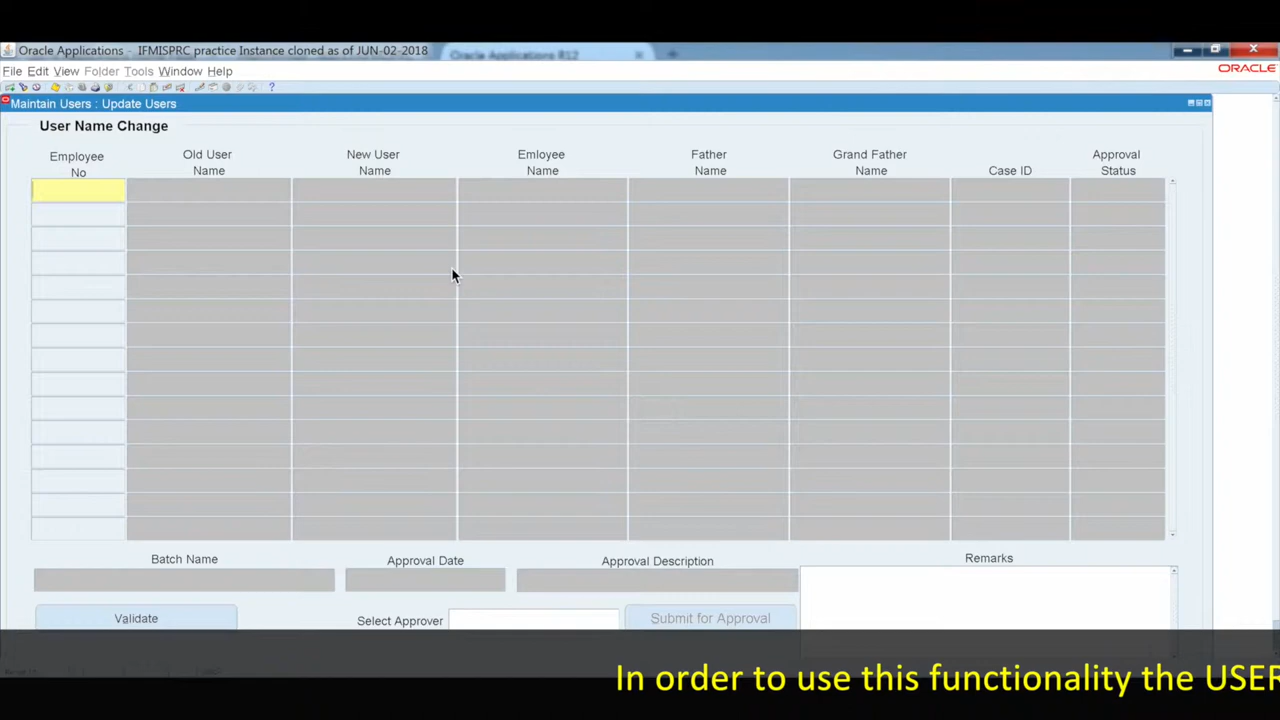 Oracle Applications - IFMISPRC practice Instance cloned as of JUN-02-2018
Oracle Applications R12
File Edit View Folder Tools Window Help
ORACLE
Maintain Users : Update Users
User Name Change
Employee No
Old User Name
New User Name
Emloyee Name
Father Name
Grand Father Name
Case ID
Approval Status
Batch Name
Approval Date
Approval Description
Remarks
Validate
Select Approver
Submit for Approval
In order to use this functionality the USER